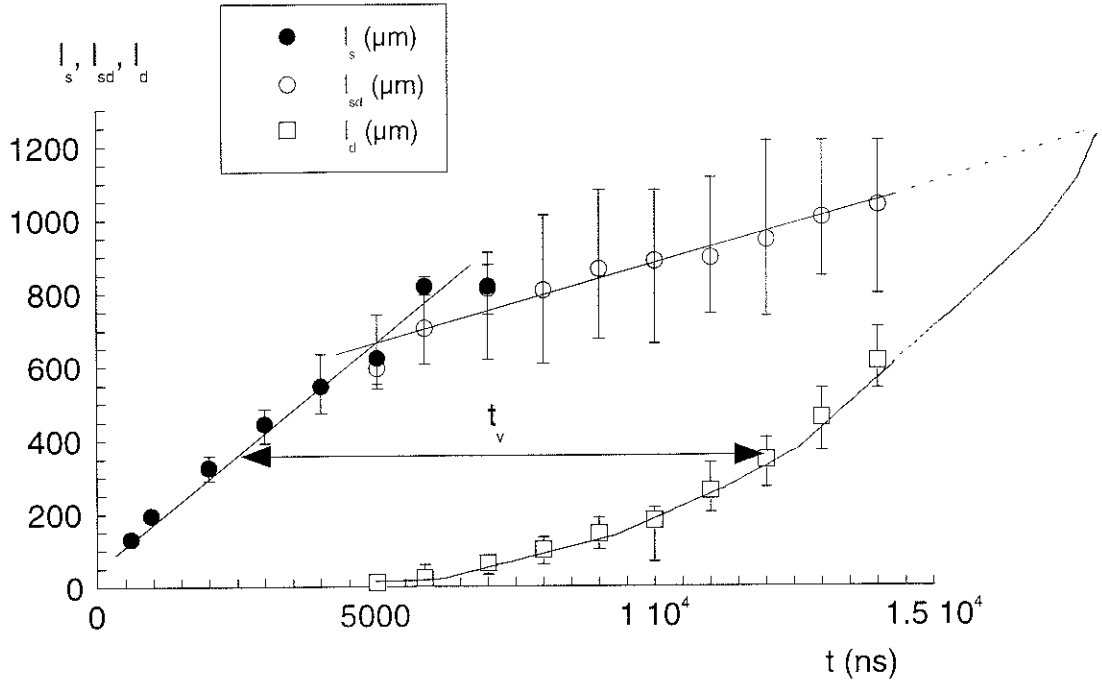 l_s (µm)
l_sd (µm)
l_d (µm)
l_s, l_sd, l_d
1200
1000
800
600
400
200
0
t_v
0
5000
1 10^4
1.5 10^4
t (ns)